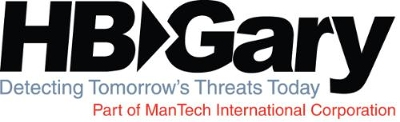 HBGary
Detecting Tomorrow's Threats Today
Part of ManTech International Corporation